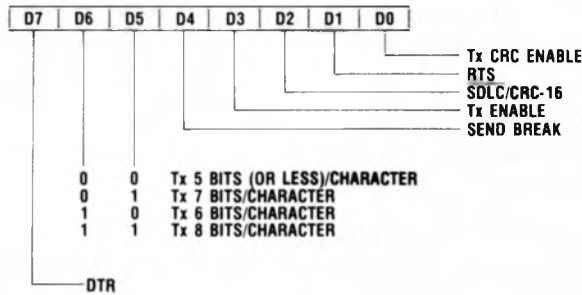 D7 D6 D5 D4 D3 D2 D1 D0
Tx CRC ENABLE
RTS
SDLC/CRC-16
Tx ENABLE
SEND BREAK
0 0 Tx 5 BITS (OR LESS)/CHARACTER
0 1 Tx 7 BITS/CHARACTER
1 0 Tx 6 BITS/CHARACTER
1 1 Tx 8 BITS/CHARACTER
DTR